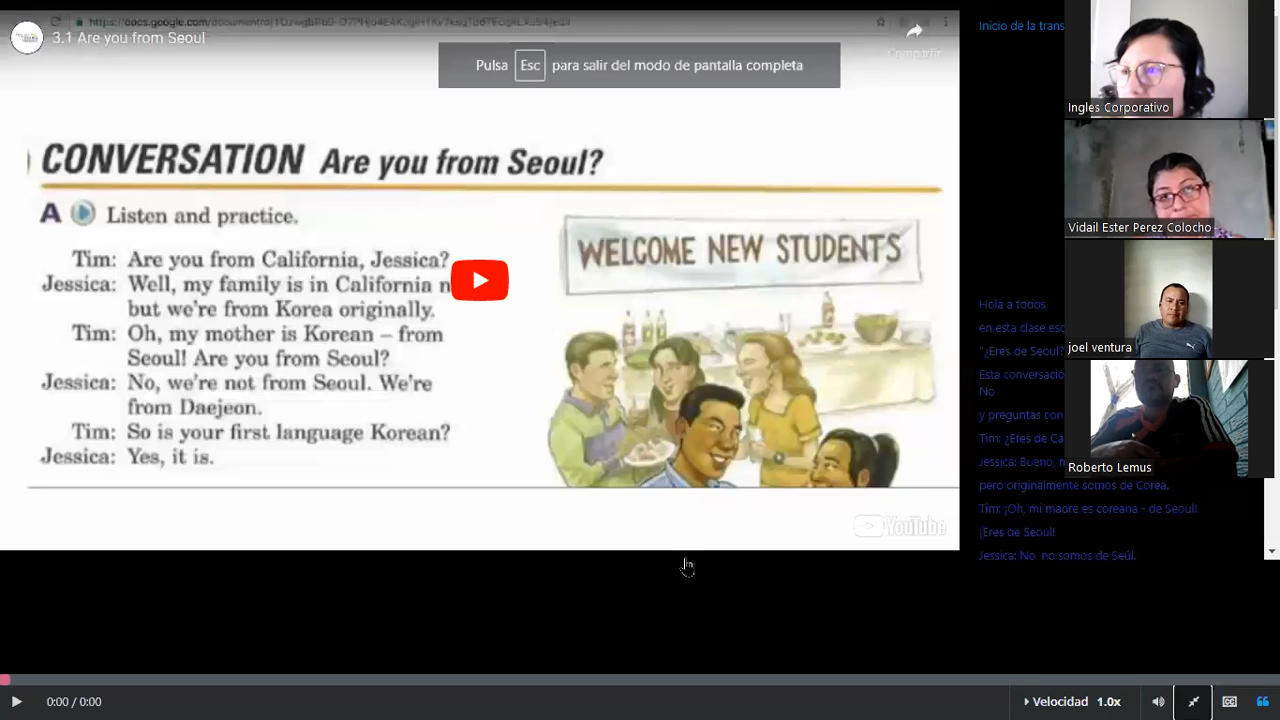 3.1 Are you from Seoul
Compartir
Pulsa Esc para salir del modo de pantalla completa
CONVERSATION Are you from Seoul?
A Listen and practice.
Tim: Are you from California, Jessica?
Jessica: Well, my family is in California
but we're from Korea originally.
Tim: Oh, my mother is Korean – from
Seoul! Are you from Seoul?
Jessica: No, we're not from Seoul. We're
from Daejeon.
Tim: So is your first language Korean?
Jessica: Yes, it is.
WELCOME NEW STUDENTS
YouTube
Inicio de la trans
Hola a todos,
en esta clase esc
"¿Eres de Seoul?
Esta conversació
No
y preguntas con
Tim: ¿Eres de Ca
Jessica: Bueno, m
pero originalmente somos de Corea.
Tim: ¡Oh, mi madre es coreana - de Seoul!
¡Eres de Seoul!
Jessica: No, no somos de Seúl.
Ingles Corporativo
Vidail Ester Perez Colocho
joel ventura
Roberto Lemus
0:00 / 0:00
Velocidad 1.0x